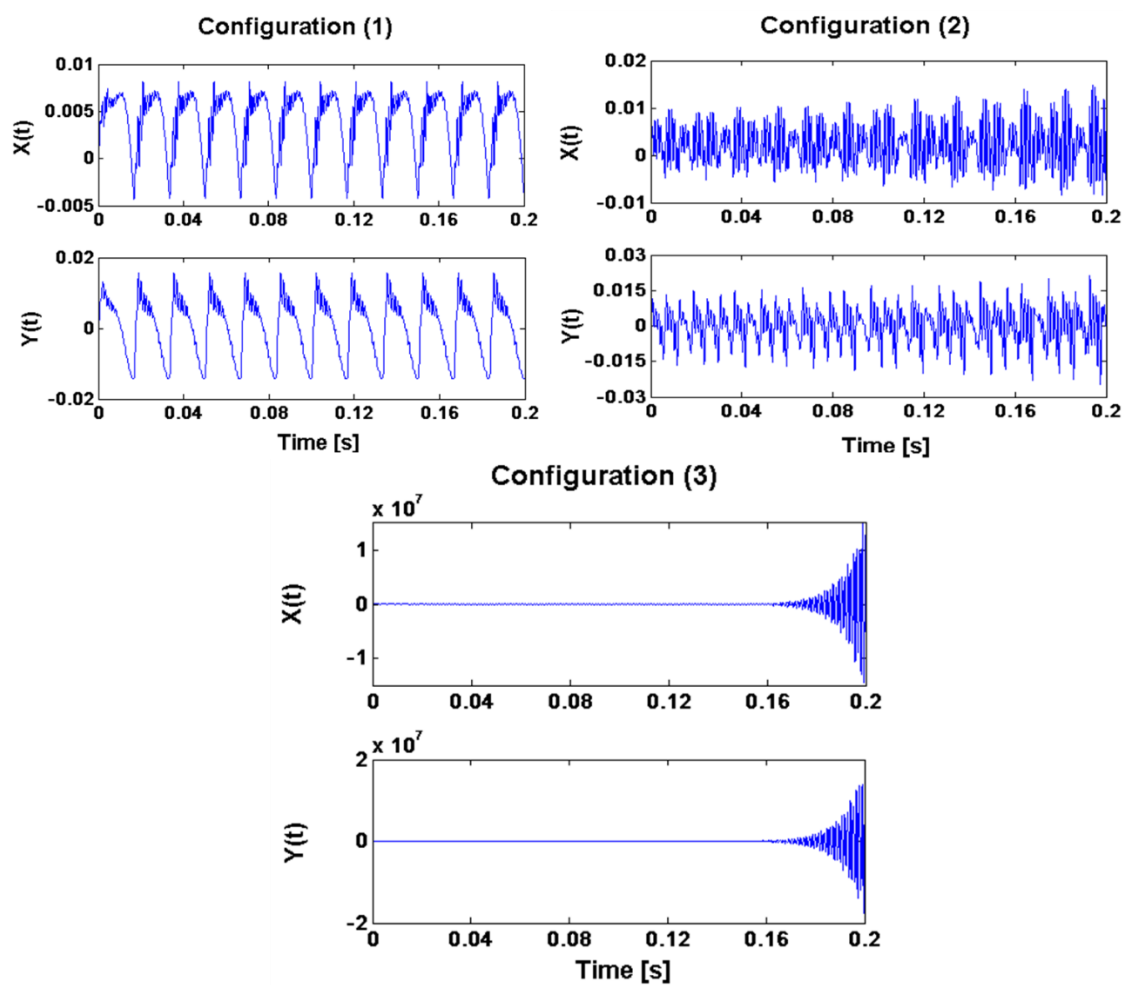 Configuration (1)
0.01
0.005
0
-0.005
X(t)
0 0.04 0.08 0.12 0.16 0.2
0.02
0
-0.02
Y(t)
0 0.04 0.08 0.12 0.16 0.2
Time [s]
Configuration (2)
0.02
0.01
0
-0.01
X(t)
0 0.04 0.08 0.12 0.16 0.2
0.03
0.015
0
-0.015
-0.03
Y(t)
0 0.04 0.08 0.12 0.16 0.2
Time [s]
Configuration (3)
x 10^7
1
0
-1
X(t)
0 0.04 0.08 0.12 0.16 0.2
x 10^7
2
0
-2
Y(t)
0 0.04 0.08 0.12 0.16 0.2
Time [s]